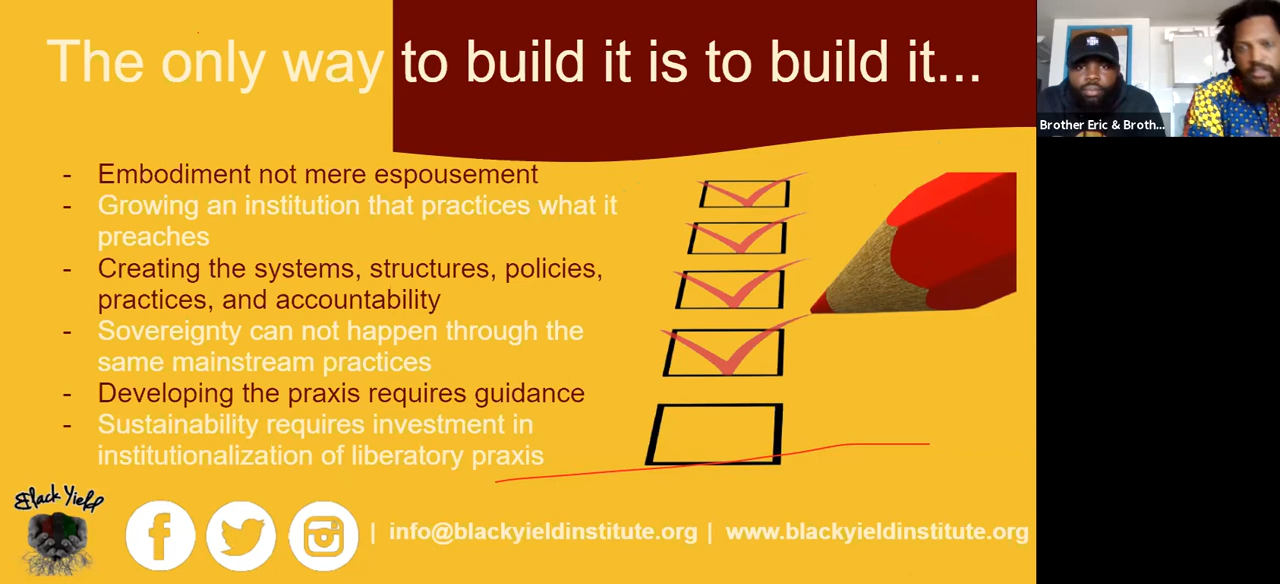 The only way to build it is to build it...
Brother Eric & Broth...
- Embodiment not mere espousement
- Growing an institution that practices what it
preaches
- Creating the systems, structures, policies,
practices, and accountability
- Sovereignty can not happen through the
same mainstream practices
- Developing the praxis requires guidance
- Sustainability requires investment in
institutionalization of liberatory praxis
Black Yield
| info@blackyieldinstitute.org | www.blackyieldinstitute.org